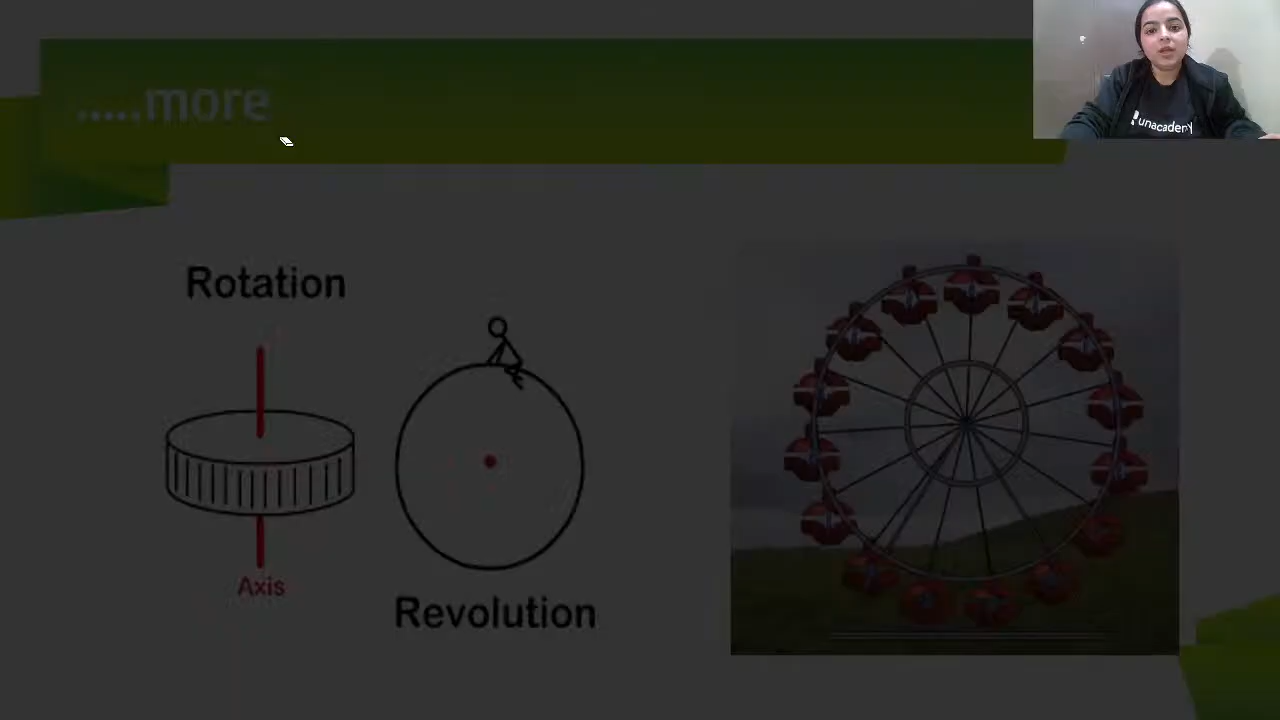 .....,more
unacademy
Rotation
Axis
Revolution